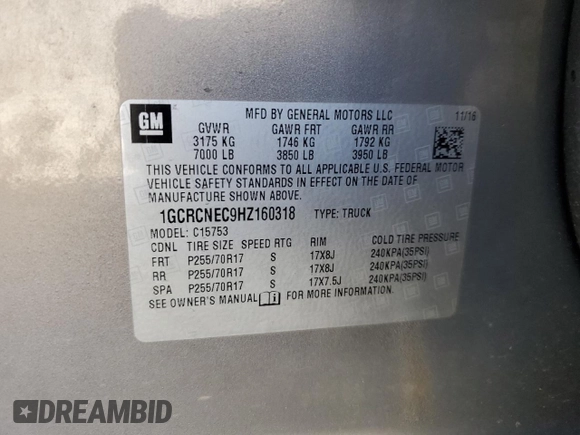 GM
MFD BY GENERAL MOTORS LLC 11/16
GVWR GAWR FRT GAWR RR
3175 KG 1746 KG 1792 KG
7000 LB 3850 LB 3950 LB
THIS VEHICLE CONFORMS TO ALL APPLICABLE U.S. FEDERAL MOTOR
VEHICLE SAFETY STANDARDS IN EFFECT ON THE DATE OF
MANUFACTURE SHOWN ABOVE.
1GCRCNEC9HZ160318 TYPE: TRUCK
MODEL: C15753
CDNL TIRE SIZE SPEED RTG RIM COLD TIRE PRESSURE
FRT P255/70R17 S 17X8J 240KPA(35PSI)
RR P255/70R17 S 17X8J 240KPA(35PSI)
SPA P255/70R17 S 17X7.5J 240KPA(35PSI)
SEE OWNER'S MANUAL FOR MORE INFORMATION.
DREAMBID